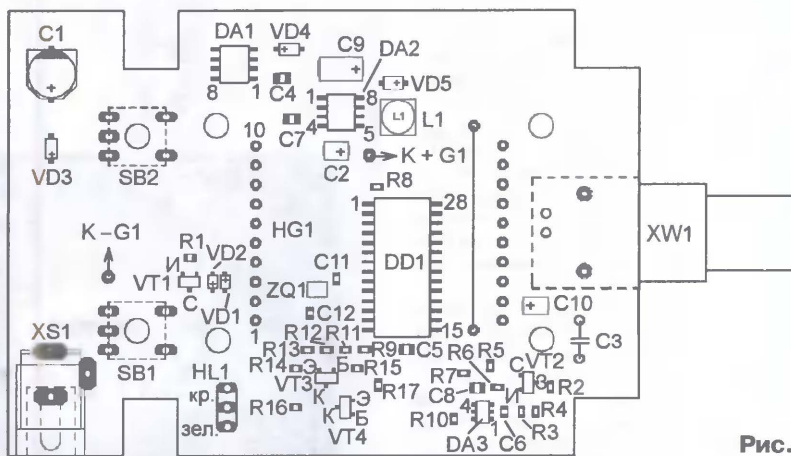 C1
DA1
VD4
C9
DA2
8
1
C4
1
8
VD5
4
5
L1
L1
C7
10
VD3
SB2
C2
К + G1
R8
1
28
К – G1
HG1
DD1
XW1
R1
VD2
И
VT1
С
VD1
C11
ZQ1
C10
C12
1
15
C3
XS1
SB1
R12
R11
R13
R9
C5
R6
R5
СVT2
HL1
R14
Э
Б
R15
R7
З
кр.
VT3
К
R17
C8
И
R2
R16
К
Э
Б
4
R4
зел.
VT4
R10
1
R3
DA3
C6
Рис.